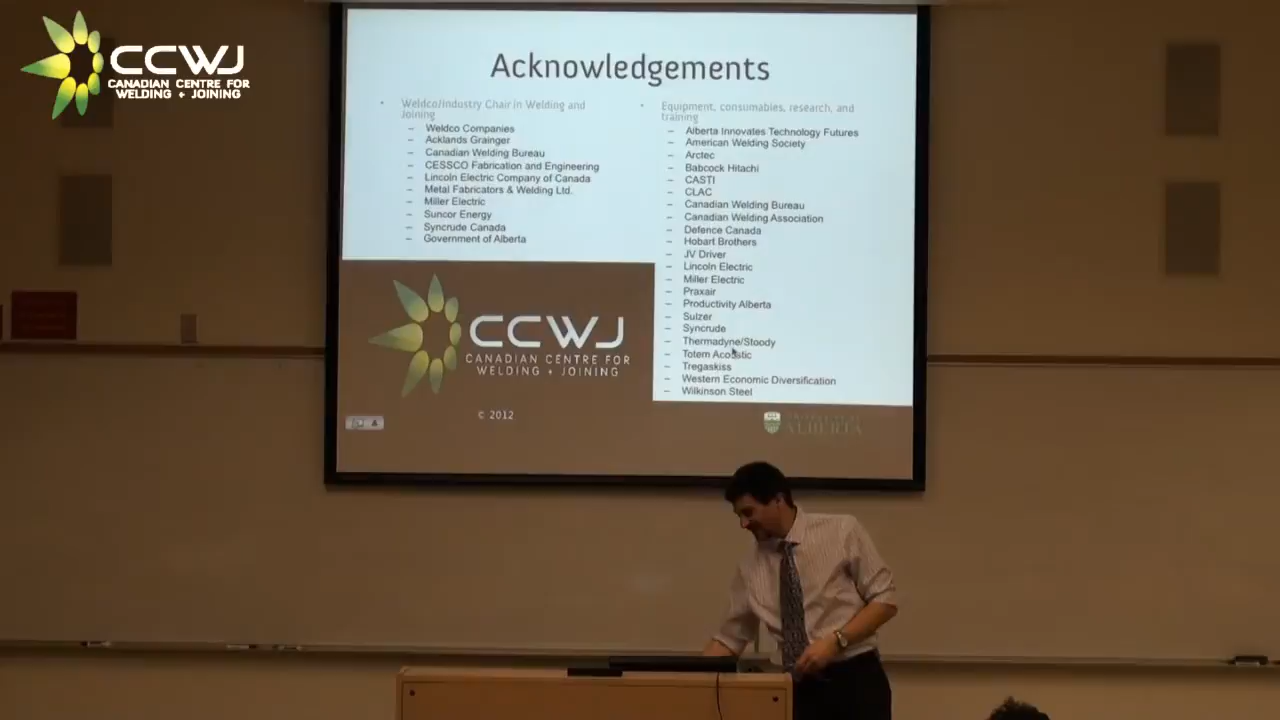 CCWJ
CANADIAN CENTRE FOR
WELDING + JOINING
Acknowledgements
• Weldco/Industry Chair in Welding and
Joining
– Weldco Companies
– Acklands Grainger
– Canadian Welding Bureau
– CESSCO Fabrication and Engineering
– Lincoln Electric Company of Canada
– Metal Fabricators & Welding Ltd.
– Miller Electric
– Suncor Energy
– Syncrude Canada
– Government of Alberta
• Equipment, consumables, research, and
training
– Alberta Innovates Technology Futures
– American Welding Society
– Arctec
– Babcock Hitachi
– CASTI
– CLAC
– Canadian Welding Bureau
– Canadian Welding Association
– Defence Canada
– Hobart Brothers
– JV Driver
– Lincoln Electric
– Miller Electric
– Praxair
– Productivity Alberta
– Sulzer
– Syncrude
– Thermadyne/Stoody
– Totem Acoustic
– Tregaskiss
– Western Economic Diversification
– Wilkinson Steel
CCWJ
CANADIAN CENTRE FOR
WELDING + JOINING
© 2012
ALBERTA